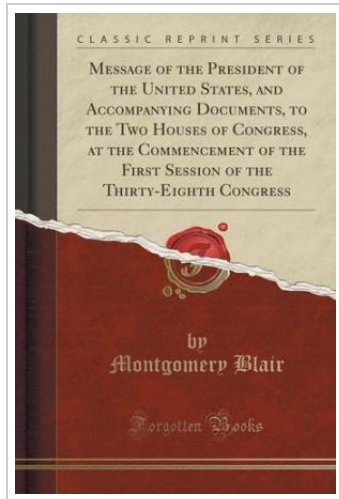 CLASSIC REPRINT SERIES
MESSAGE OF THE PRESIDENT OF
THE UNITED STATES, AND
ACCOMPANYING DOCUMENTS, TO
THE TWO HOUSES OF CONGRESS,
AT THE COMMENCEMENT OF THE
FIRST SESSION OF THE
THIRTY-EIGHTH CONGRESS
by
Montgomery Blair
Forgotten Books